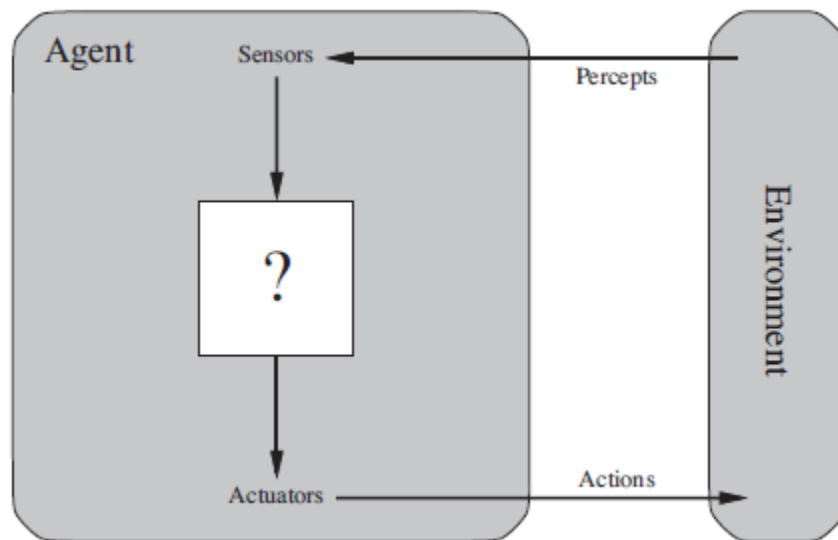 Agent
Sensors
Percepts
?
Environment
Actions
Actuators